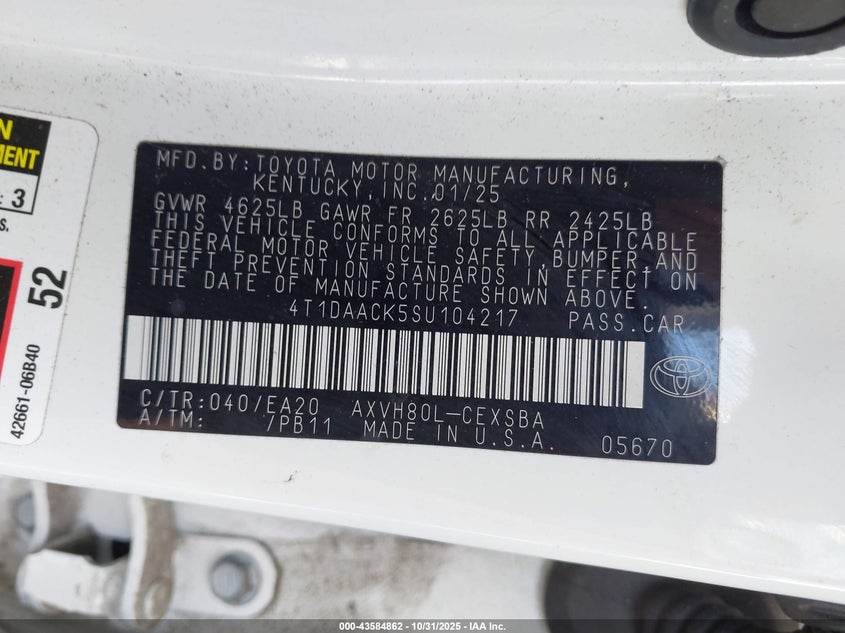 N
MENT
: 3
s.
52
42661-06B40
MFD. BY: TOYOTA MOTOR MANUFACTURING,
KENTUCKY, INC. 01/25
GVWR 4625LB GAWR FR 2625LB RR 2425LB
THIS VEHICLE CONFORMS TO ALL APPLICABLE
FEDERAL MOTOR VEHICLE SAFETY, BUMPER, AND
THEFT PREVENTION STANDARDS IN EFFECT ON
THE DATE OF MANUFACTURE SHOWN ABOVE.
4T1DAACK5SU104217 PASS. CAR
C/TR: 040/EA20 AXVH80L-CEXSBA
A/TM: /PB11 MADE IN U.S.A. 05670
000-43584862 - 10/31/2025 - IAA Inc.